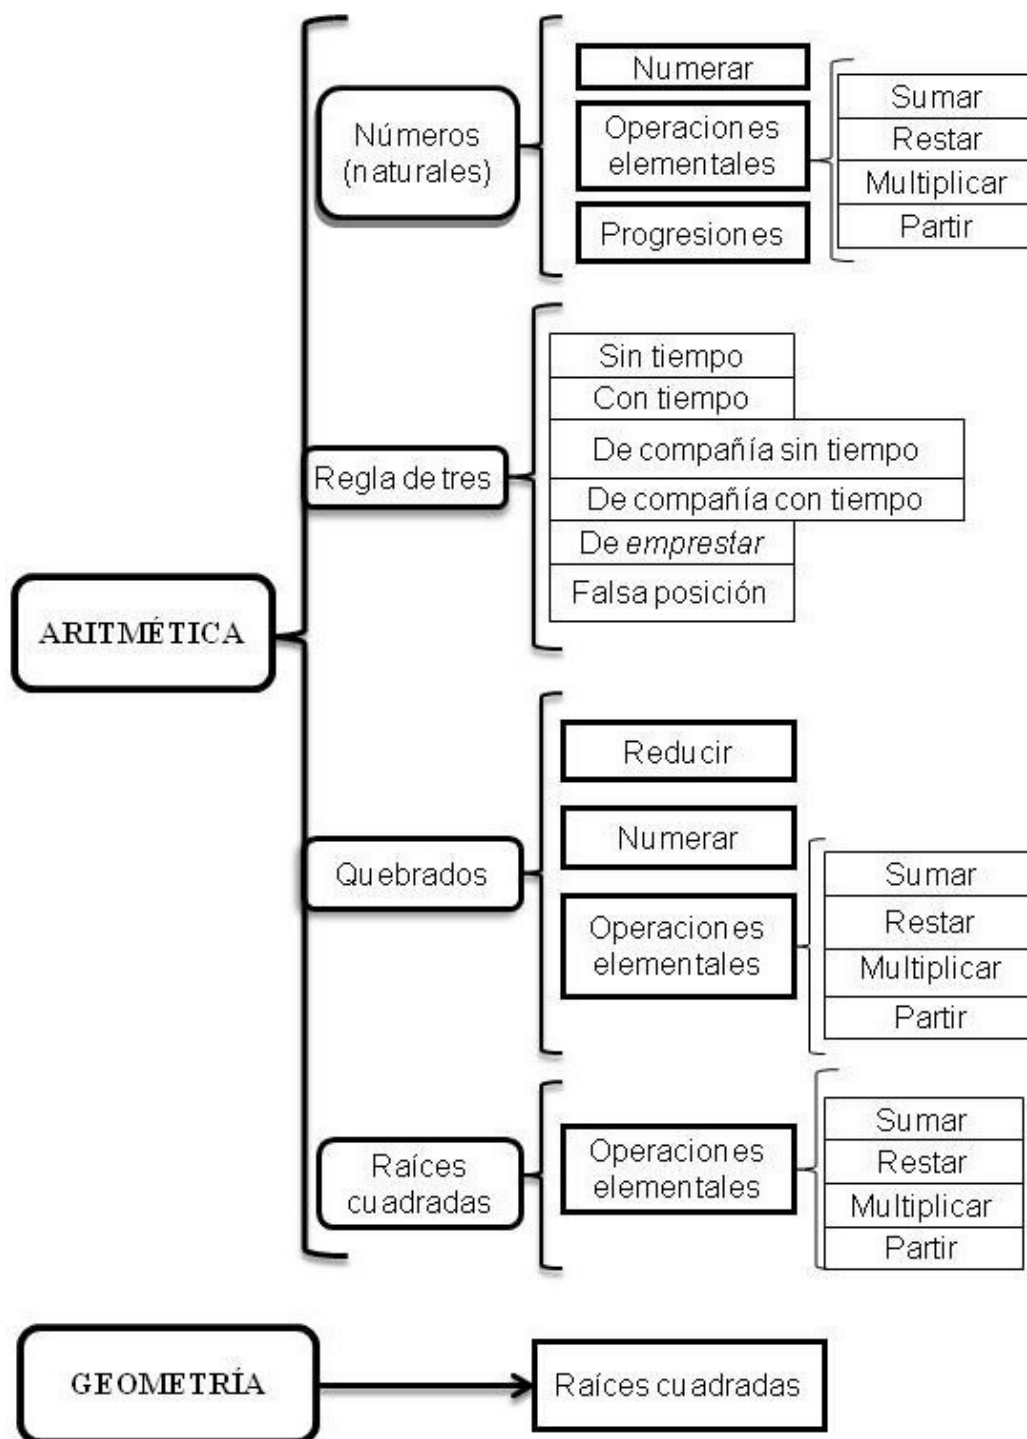 Números
(naturales)
Numerar
Operaciones
elementales
Progresiones
Sumar
Restar
Multiplicar
Partir
Regla de tres
Sin tiempo
Con tiempo
De compañía sin tiempo
De compañía con tiempo
De emprestar
Falsa posición
ARITMÉTICA
Quebrados
Reducir
Numerar
Operaciones
elementales
Sumar
Restar
Multiplicar
Partir
Raíces
cuadradas
Operaciones
elementales
Sumar
Restar
Multiplicar
Partir
GEOMETRÍA
Raíces cuadradas